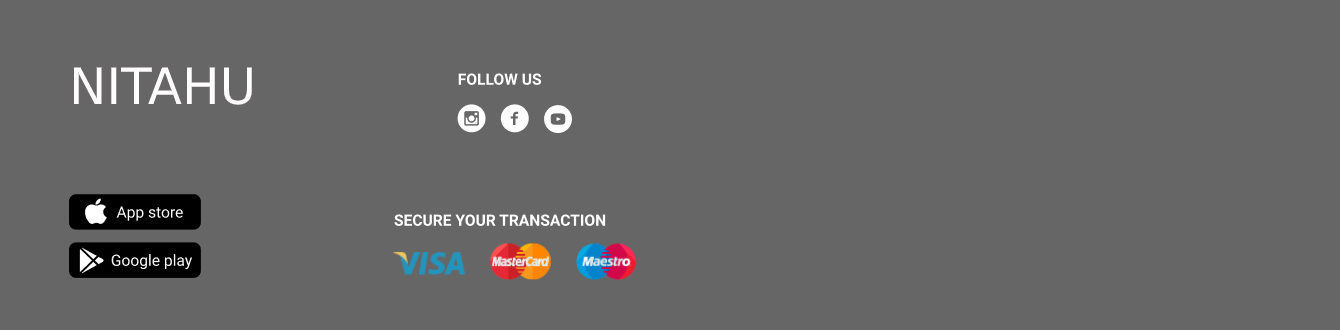 NITAHU
FOLLOW US
App store
Google play
SECURE YOUR TRANSACTION
VISA
MasterCard
Maestro